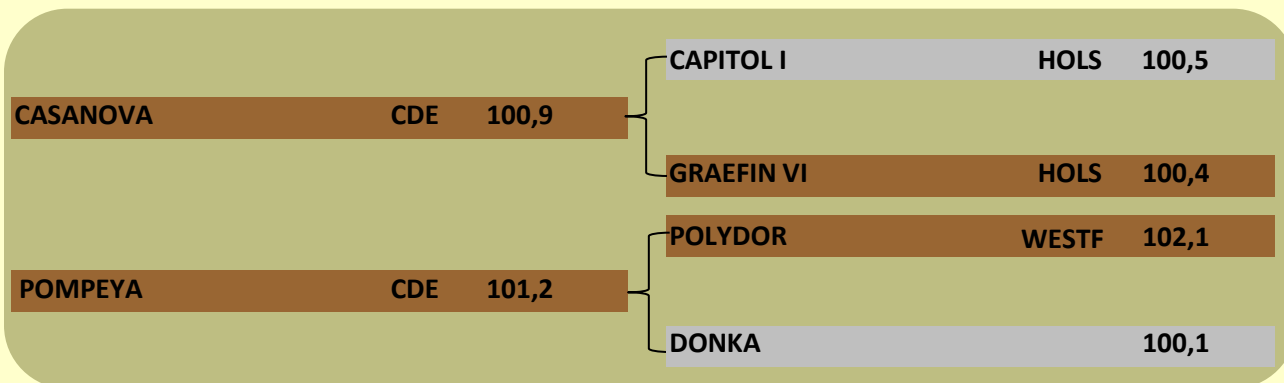 CAPITOL I HOLS 100,5
CASANOVA CDE 100,9
GRAEFIN VI HOLS 100,4
POLYDOR WESTF 102,1
POMPEYA CDE 101,2
DONKA 100,1